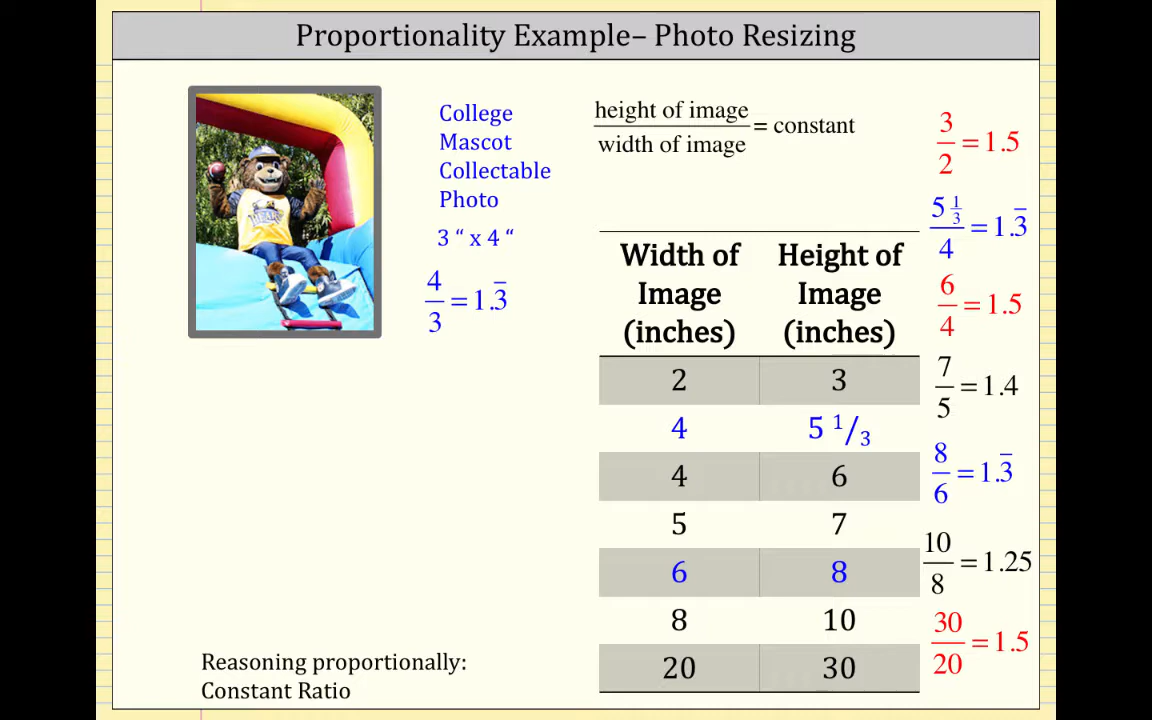 Proportionality Example– Photo Resizing
College
Mascot
Collectable
Photo
3 “ x 4 “
4/3 = 1.3̅
height of image / width of image = constant
Width of Image (inches) Height of Image (inches)
2 3
4 5 1/3
4 6
5 7
6 8
8 10
20 30
3/2 = 1.5
5 1/3 / 4 = 1.3̅
6/4 = 1.5
7/5 = 1.4
8/6 = 1.3̅
10/8 = 1.25
30/20 = 1.5
Reasoning proportionally:
Constant Ratio